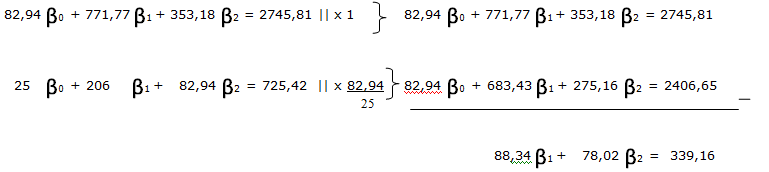 82,94 β0 + 771,77 β1 + 353,18 β2 = 2745,81 || x 1 } 82,94 β0 + 771,77 β1 + 353,18 β2 = 2745,81
25 β0 + 206 β1 + 82,94 β2 = 725,42 || x 82,94 } 82,94 β0 + 683,43 β1 + 275,16 β2 = 2406,65
25 —
88,34 β1 + 78,02 β2 = 339,16